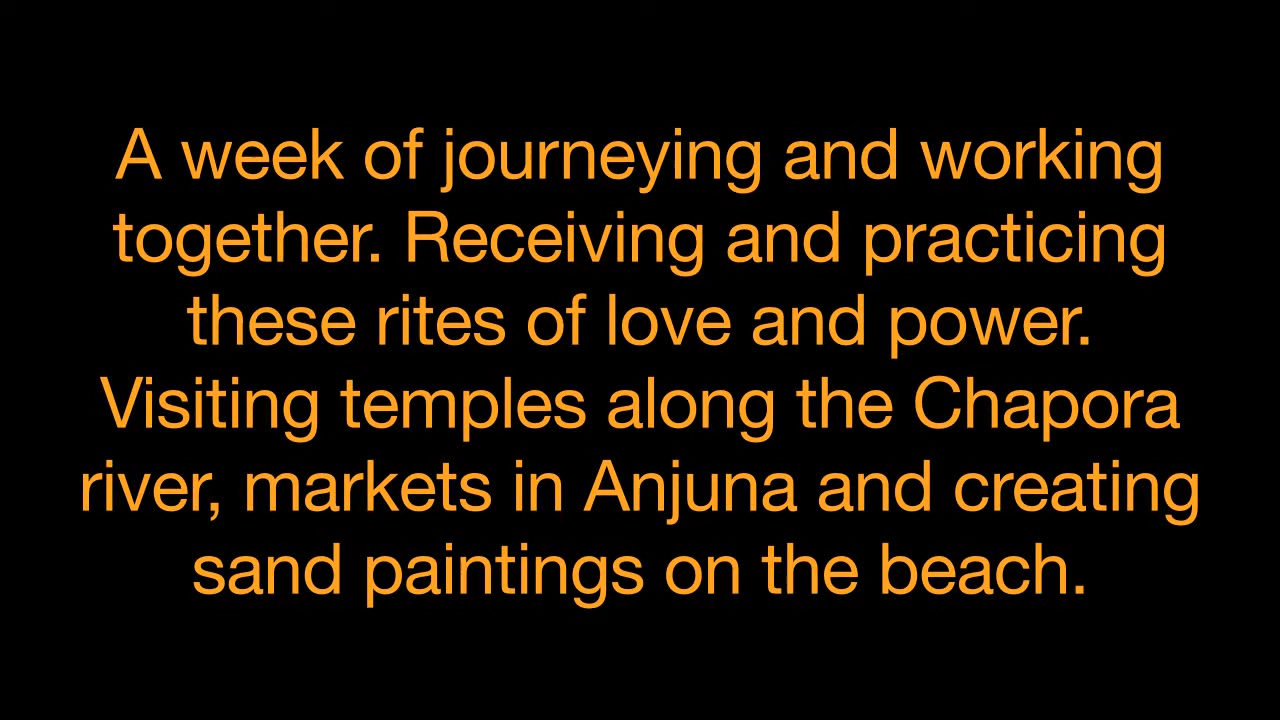 A week of journeying and working
together. Receiving and practicing
these rites of love and power.
Visiting temples along the Chapora
river, markets in Anjuna and creating
sand paintings on the beach.